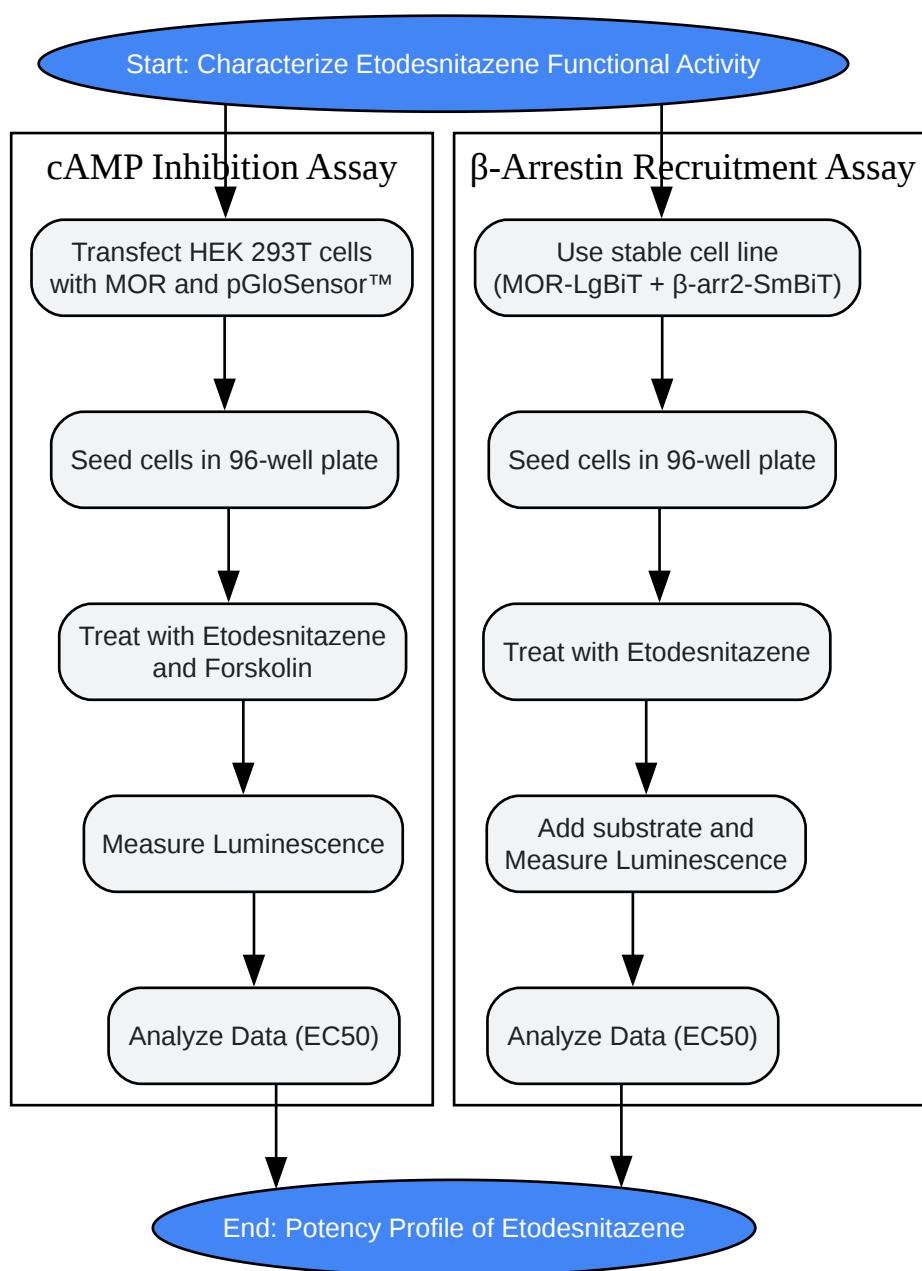 Start: Characterize Etodesnitazene Functional Activity
cAMP Inhibition Assay
Transfect HEK 293T cells
with MOR and pGloSensor™
Seed cells in 96-well plate
Treat with Etodesnitazene
and Forskolin
Measure Luminescence
Analyze Data (EC50)
β-Arrestin Recruitment Assay
Use stable cell line
(MOR-LgBiT + β-arr2-SmBiT)
Seed cells in 96-well plate
Treat with Etodesnitazene
Add substrate and
Measure Luminescence
Analyze Data (EC50)
End: Potency Profile of Etodesnitazene